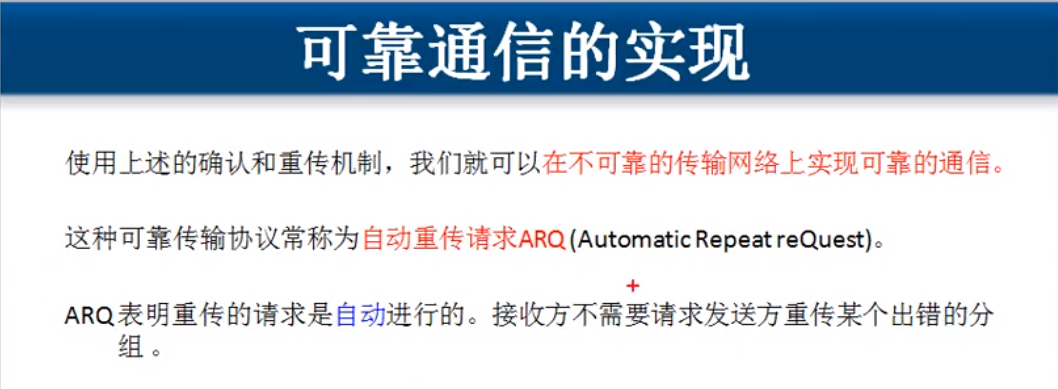 可靠通信的实现
使用上述的确认和重传机制，我们就可以在不可靠的传输网络上实现可靠的通信。
这种可靠传输协议常称为自动重传请求ARQ (Automatic Repeat reQuest)。
ARQ 表明重传的请求是自动进行的。接收方不需要请求发送方重传某个出错的分
组 。